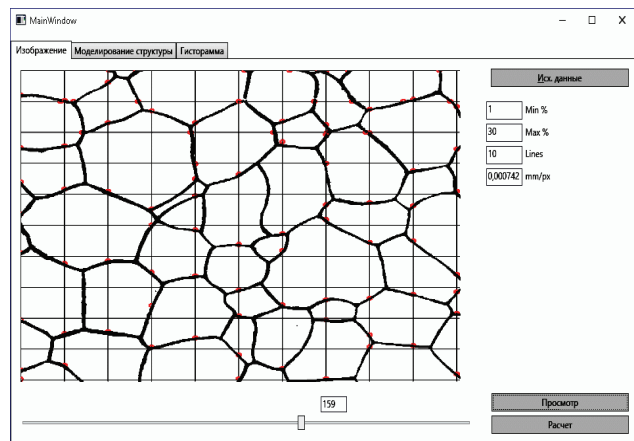 MainWindow
Изображение Моделирование структуры Гисторамма
Исх. данные
1 Min %
30 Max %
10 Lines
0,000742 mm/px
159
Просмотр
Расчет